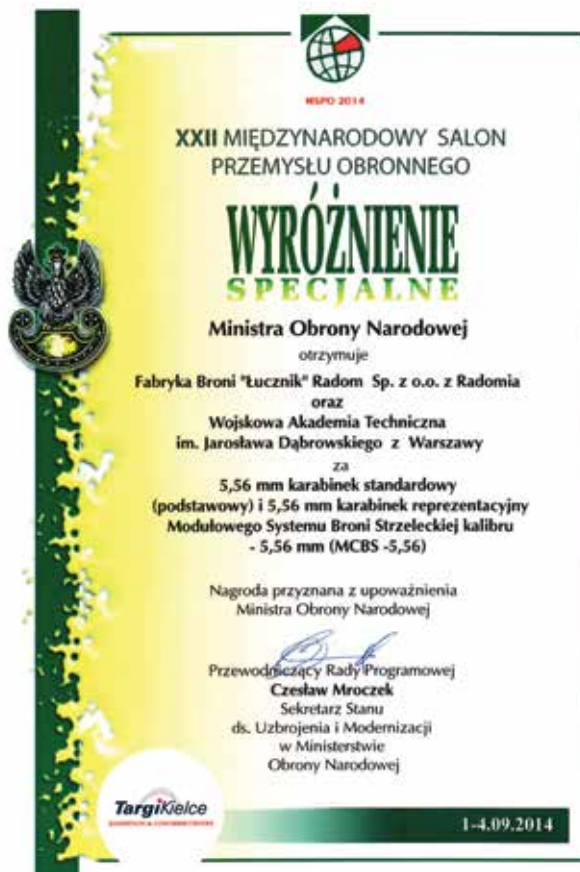 MSPO 2014
XXII MIĘDZYNARODOWY SALON
PRZEMYSŁU OBRONNEGO
WYRÓŻNIENIE
SPECJALNE
Ministra Obrony Narodowej
otrzymuje
Fabryka Broni "Łucznik" Radom Sp. z o.o. z Radomia
oraz
Wojskowa Akademia Techniczna
im. Jarosława Dąbrowskiego z Warszawy
za
5,56 mm karabinek standardowy
(podstawowy) i 5,56 mm karabinek reprezentacyjny
Modułowego Systemu Broni Strzeleckiej kalibru
- 5,56 mm (MCBS -5,56)
Nagroda przyznana z upoważnienia
Ministra Obrony Narodowej
Przewodniczący Rady Programowej
Czesław Mroczek
Sekretarz Stanu
ds. Uzbrojenia i Modernizacji
w Ministerstwie
Obrony Narodowej
TargiKielce
1-4.09.2014